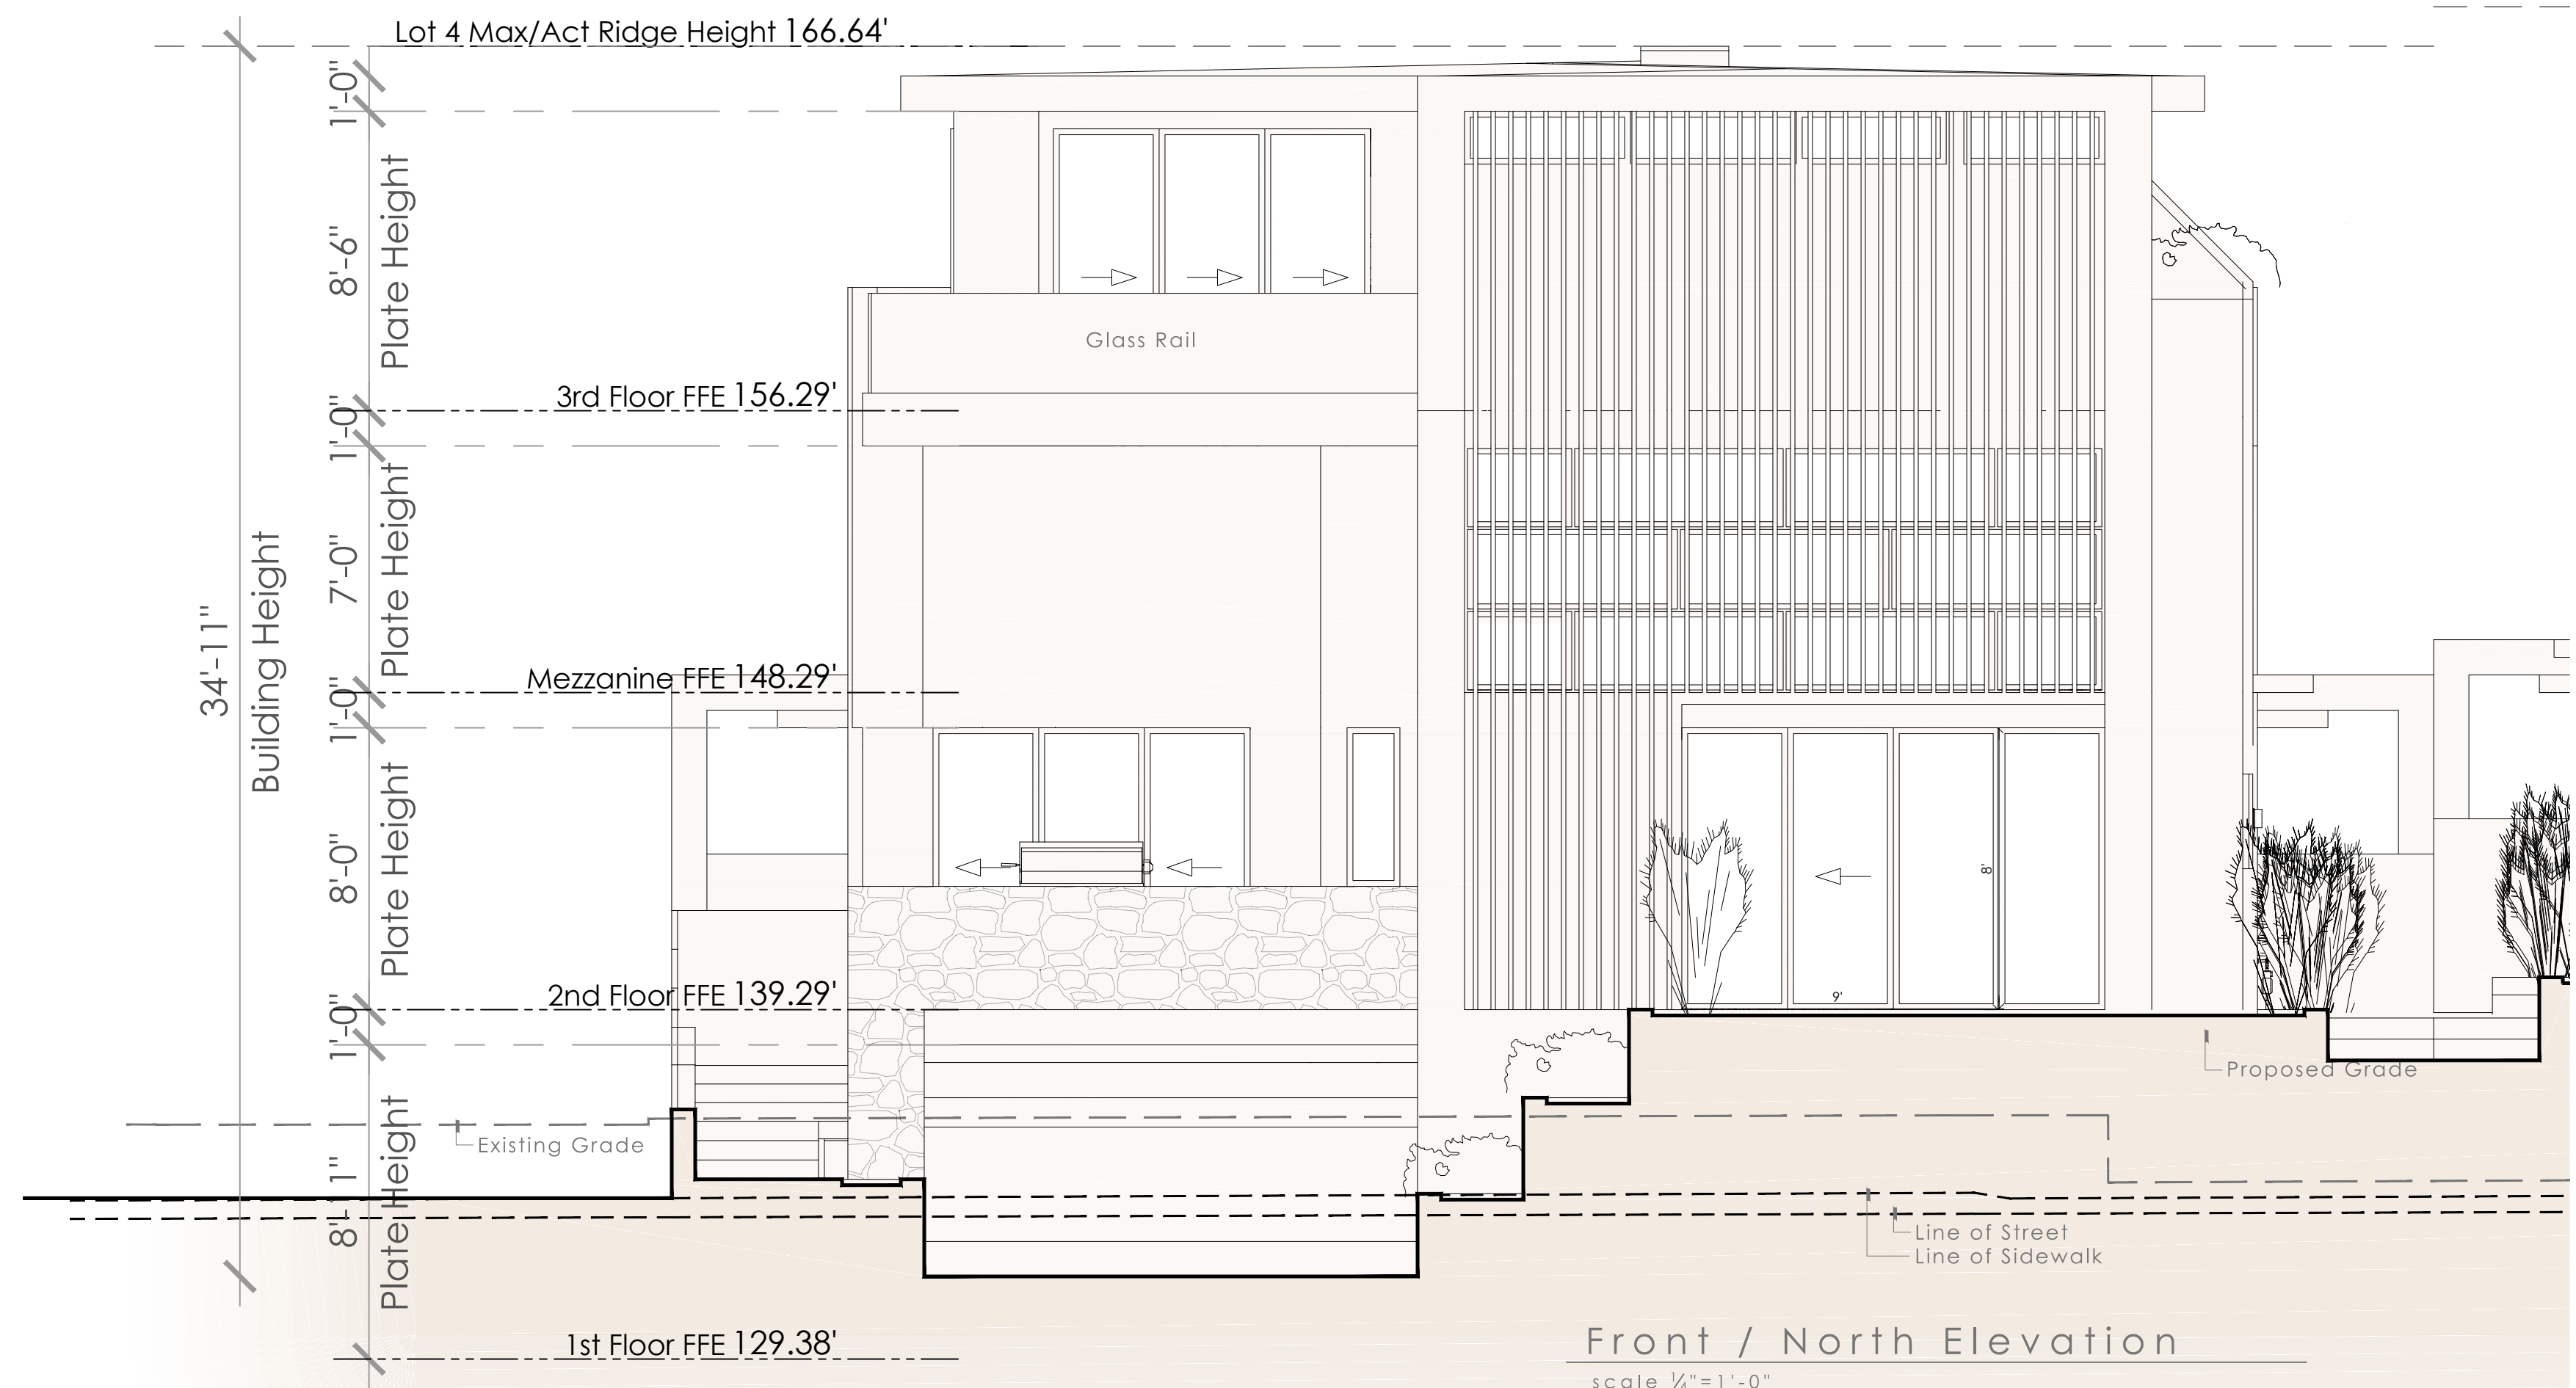 Lot 4 Max/Act Ridge Height 166.64'
1'-0"
8'-6"
Plate Height
Glass Rail
3rd Floor FFE 156.29'
1'-0"
7'-0"
Plate Height
34'-11"
Building Height
Mezzanine FFE 148.29'
1'-0"
8'-0"
Plate Height
8'
9'
2nd Floor FFE 139.29'
1'-0"
Proposed Grade
Existing Grade
8'-1"
Plate Height
Line of Street
Line of Sidewalk
1st Floor FFE 129.38'
Front / North Elevation
scale ¼"=1'-0"